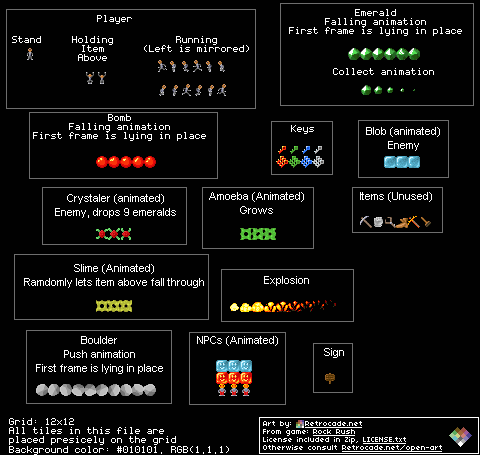 Player
Stand
Holding
Item
Above
Running
(Left is mirrored)
Emerald
Falling animation
First frame is lying in place
Collect animation
Bomb
Falling animation
First frame is lying in place
Keys
Blob (animated)
Enemy
Crystaler (animated)
Enemy, drops 9 emeralds
Amoeba (Animated)
Grows
Items (Unused)
Slime (Animated)
Ramdomly lets item above fall through
Explosion
Boulder
Push animation
First frame is lying in place
NPCs (Animated)
Sign
Grid: 12x12
All tiles in this file are
placed presicely on the grid
Background color: #010101, RGB(1,1,1)
Art by: Retrocade.net
From game: Rock Rush
License included in Zip, LICENSE.txt
Otherwise consult Retrocade.net/open-art